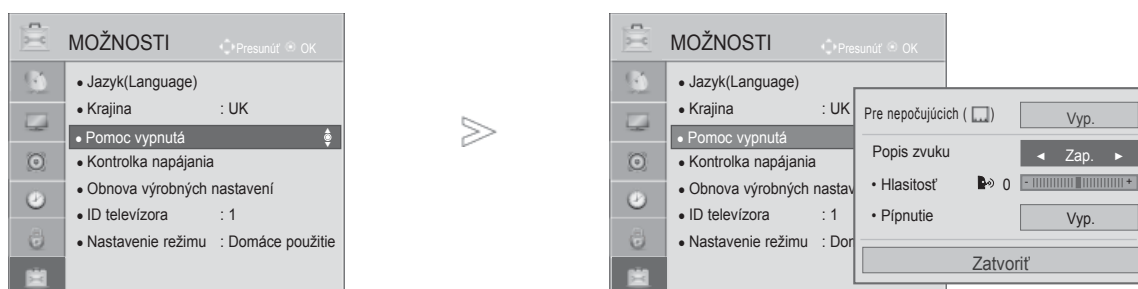 MOŽNOSTI
Presunúť OK
• Jazyk(Language)
• Krajina : UK
• Pomoc vypnutá
• Kontrolka napájania
• Obnova výrobných nastavení
• ID televízora : 1
• Nastavenie režimu : Domáce použitie
MOŽNOSTI
Presunúť OK
• Jazyk(Language)
• Krajina : UK
• Pomoc vypnutá
• Kontrolka napájania
• Obnova výrobných nastav
• ID televízora : 1
• Nastavenie režimu : Dor
Pre nepočujúcich ( ) Vyp.
Popis zvuku ◄ Zap. ►
• Hlasitosť 0 - +
• Pípnutie Vyp.
Zatvoriť